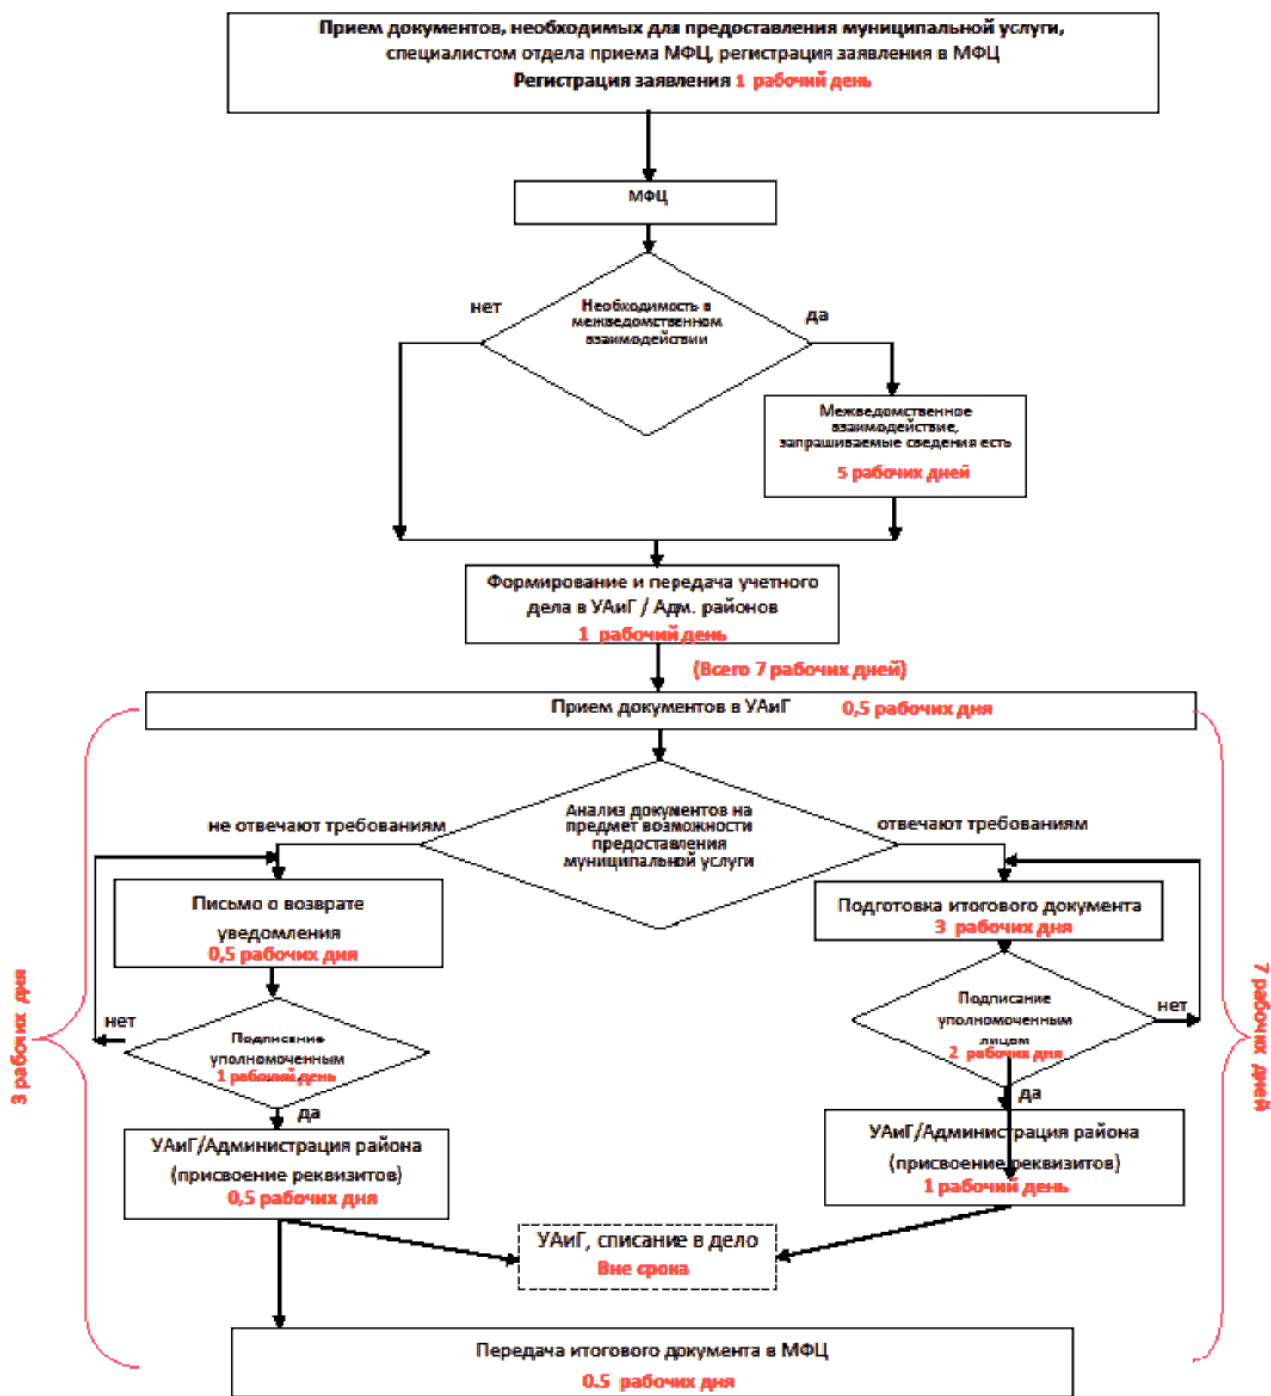 Прием документов, необходимых для предоставления муниципальной услуги,
специалистом отдела приема МФЦ, регистрация заявления в МФЦ
Регистрация заявления 1 рабочий день
МФЦ
нет
Необходимость в
межведомственном
взаимодействии
да
Межведомственное
взаимодействие,
запрашиваемые сведения есть
5 рабочих дней
Формирование и передача учетного
дела в УАиГ / Адм. районов
1 рабочий день
(Всего 7 рабочих дней)
Прием документов в УАиГ 0,5 рабочих дня
Анализ документов на
предмет возможности
предоставления
муниципальной услуги
не отвечают требованиям
отвечают требованиям
Письмо о возврате
уведомления
0,5 рабочих дня
Подготовка итогового документа
3 рабочих дня
нет
Подписание
уполномоченным
1 рабочий день
да
Подписание
уполномоченным
лицом
2 рабочих дня
нет
да
УАиГ/Администрация района
(присвоение реквизитов)
0,5 рабочих дня
УАиГ/Администрация района
(присвоение реквизитов)
1 рабочий день
3 рабочих дня
7 рабочих дней
УАиГ, списание в дело
Вне срока
Передача итогового документа в МФЦ
0.5 рабочих дня